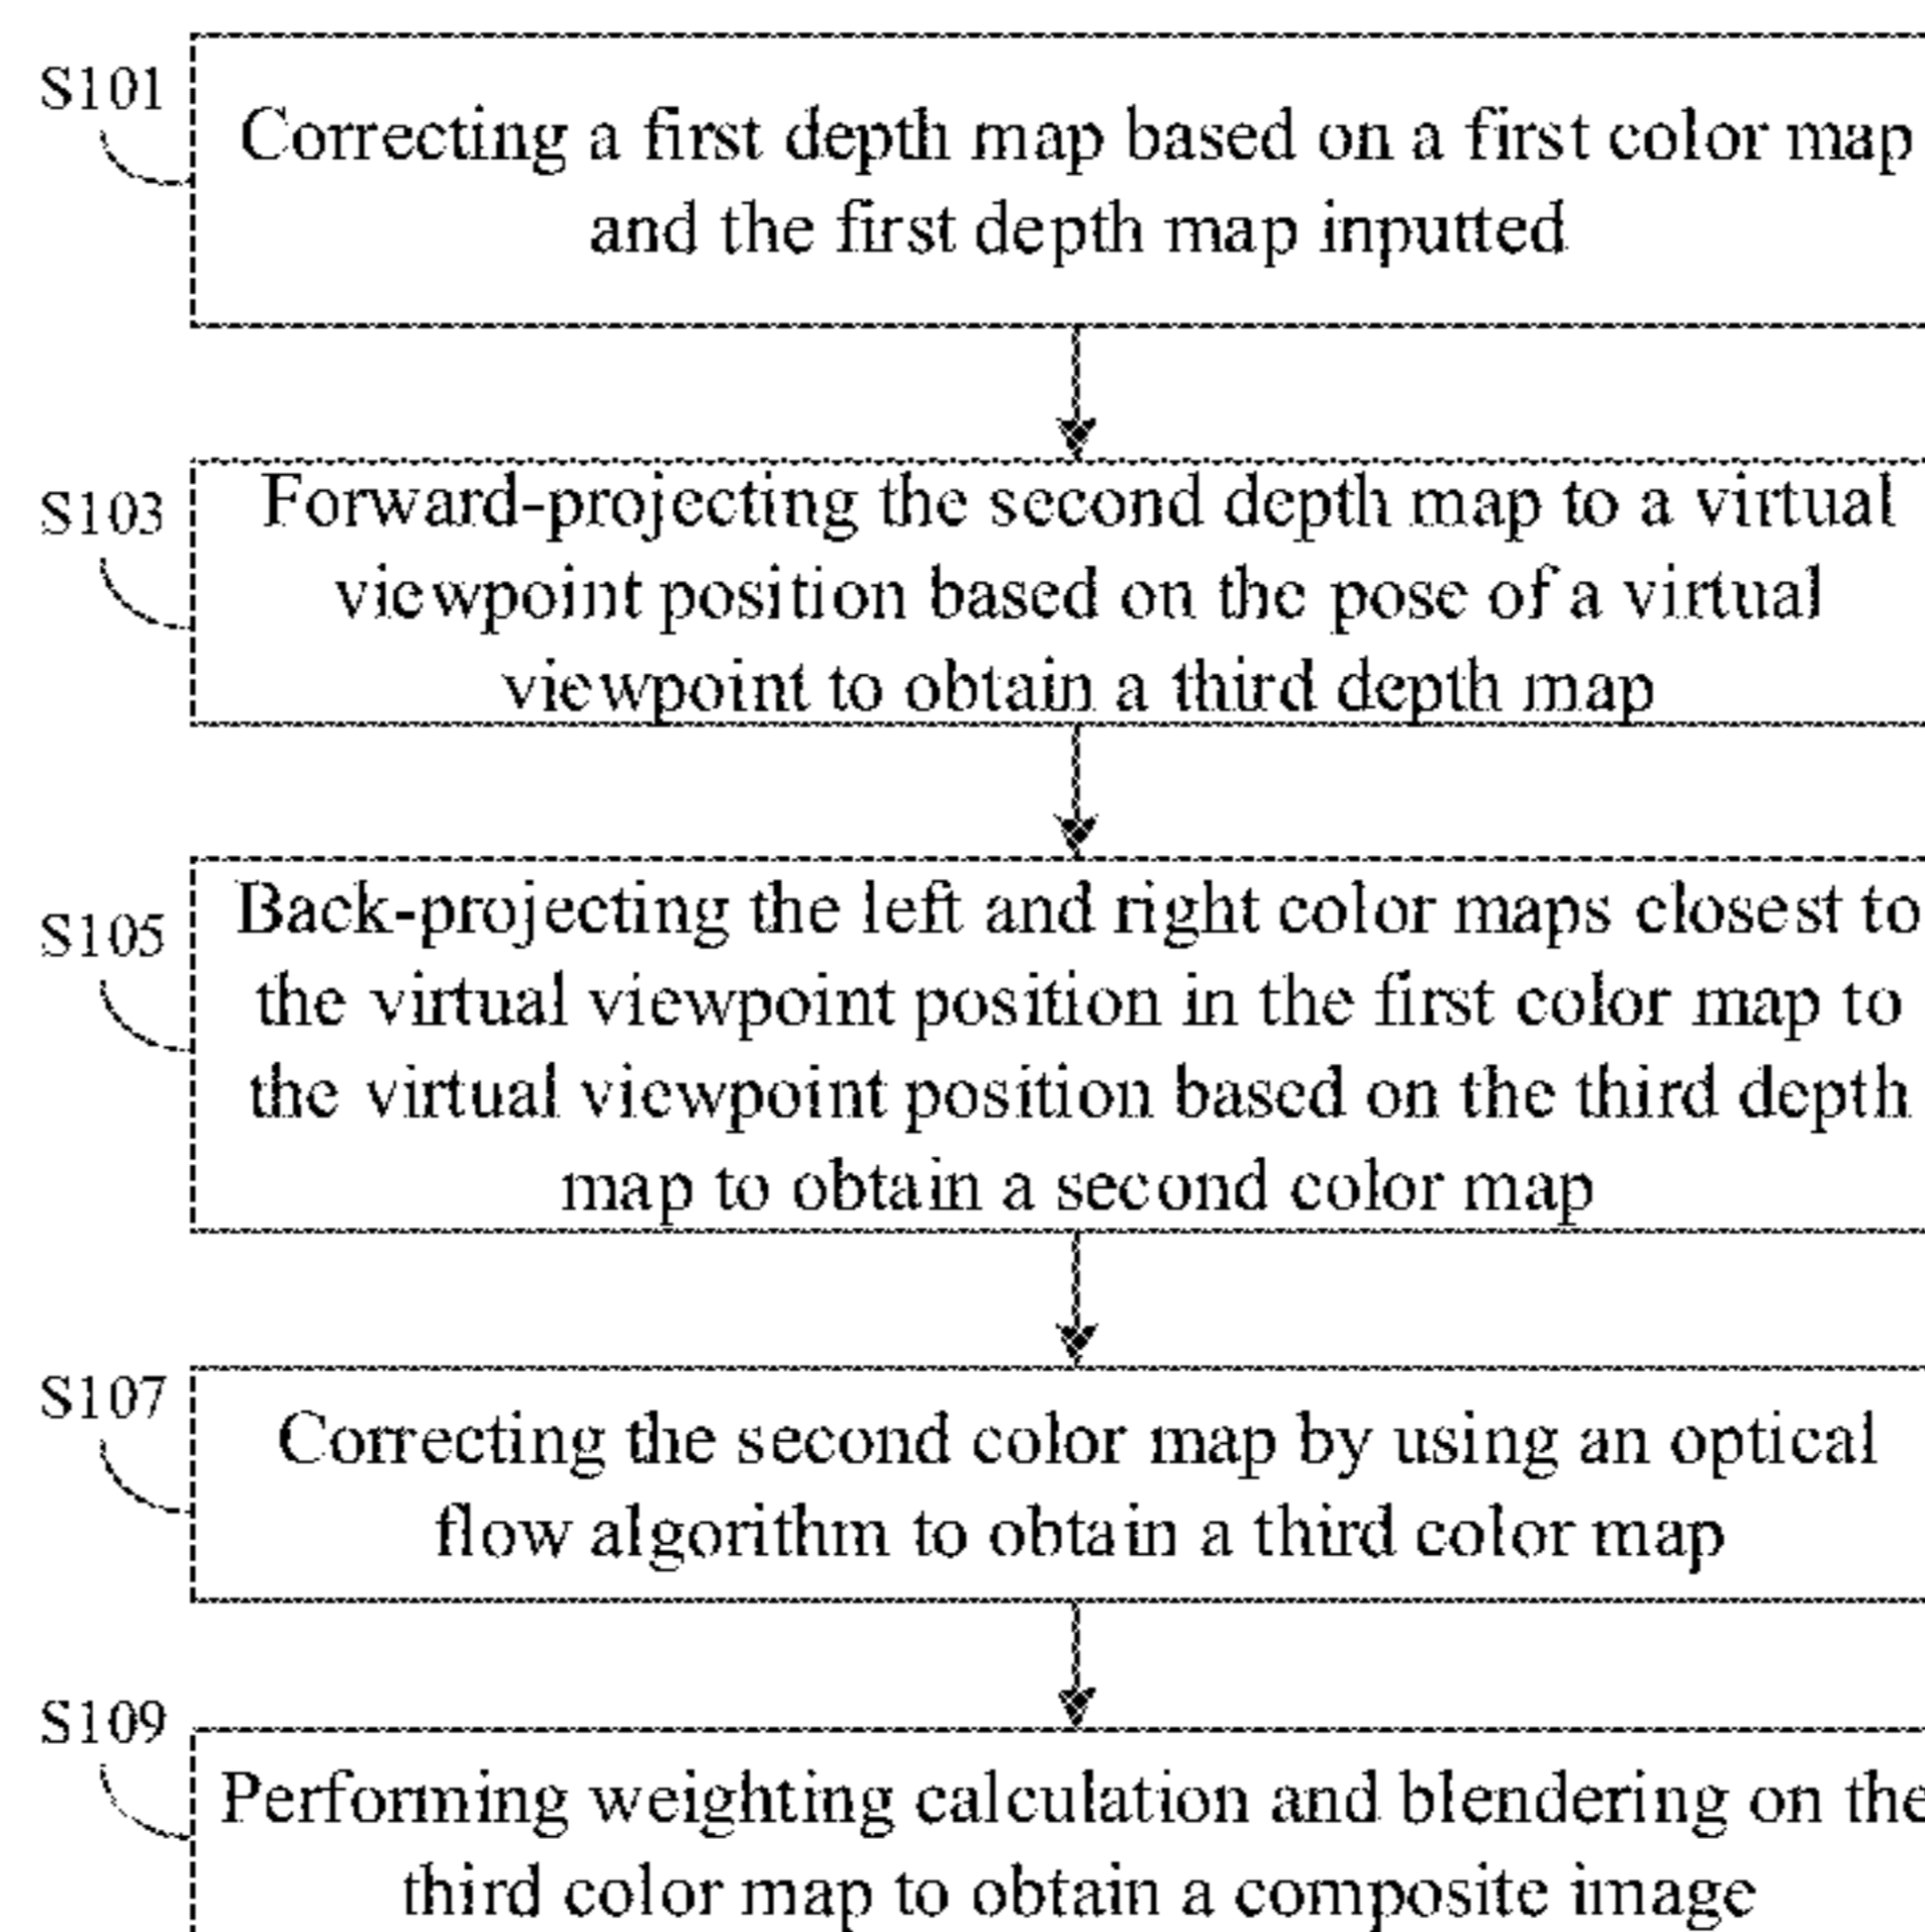 S101
Correcting a first depth map based on a first color map
and the first depth map inputted
S103
Forward-projecting the second depth map to a virtual
viewpoint position based on the pose of a virtual
viewpoint to obtain a third depth map
S105
Back-projecting the left and right color maps closest to
the virtual viewpoint position in the first color map to
the virtual viewpoint position based on the third depth
map to obtain a second color map
S107
Correcting the second color map by using an optical
flow algorithm to obtain a third color map
S109
Performing weighting calculation and blendering on the
third color map to obtain a composite image